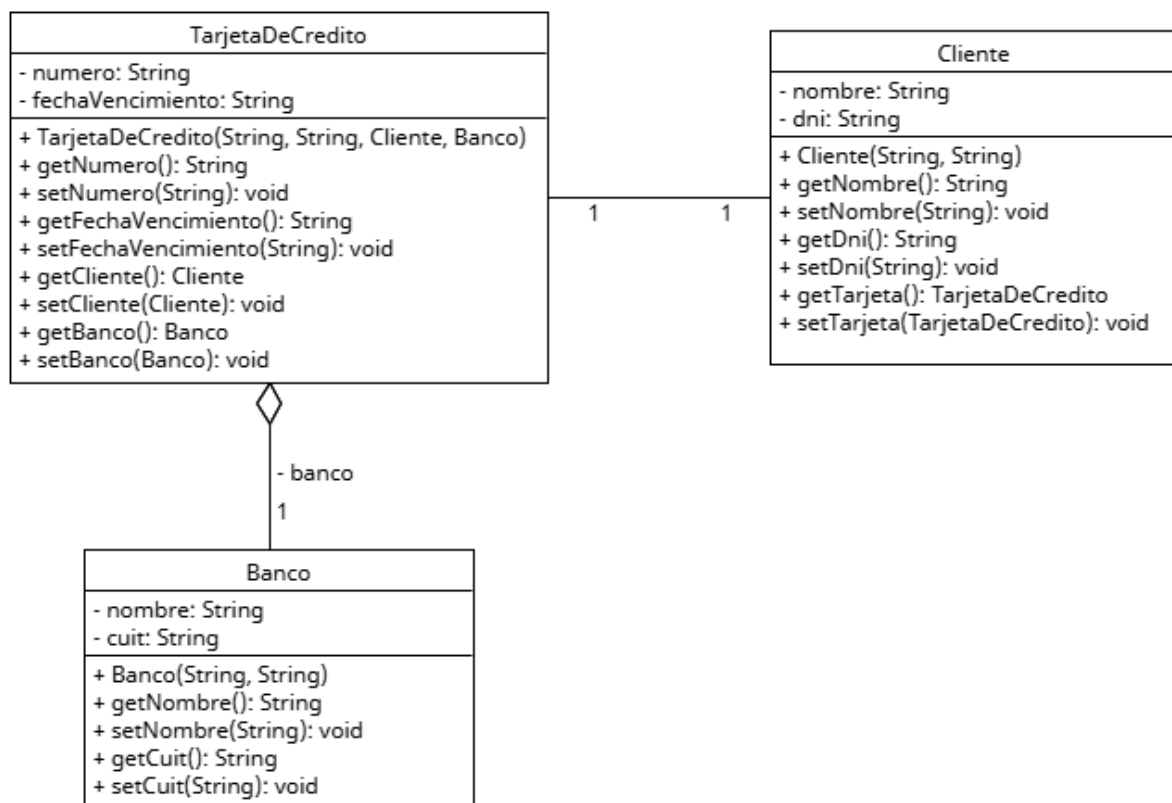 TarjetaDeCredito
- numero: String
- fechaVencimiento: String
+ TarjetaDeCredito(String, String, Cliente, Banco)
+ getNumero(): String
+ setNumero(String): void
+ getFechaVencimiento(): String
+ setFechaVencimiento(String): void
+ getCliente(): Cliente
+ setCliente(Cliente): void
+ getBanco(): Banco
+ setBanco(Banco): void
1
1
Cliente
- nombre: String
- dni: String
+ Cliente(String, String)
+ getNombre(): String
+ setNombre(String): void
+ getDni(): String
+ setDni(String): void
+ getTarjeta(): TarjetaDeCredito
+ setTarjeta(TarjetaDeCredito): void
- banco
1
Banco
- nombre: String
- cuit: String
+ Banco(String, String)
+ getNombre(): String
+ setNombre(String): void
+ getCuit(): String
+ setCuit(String): void